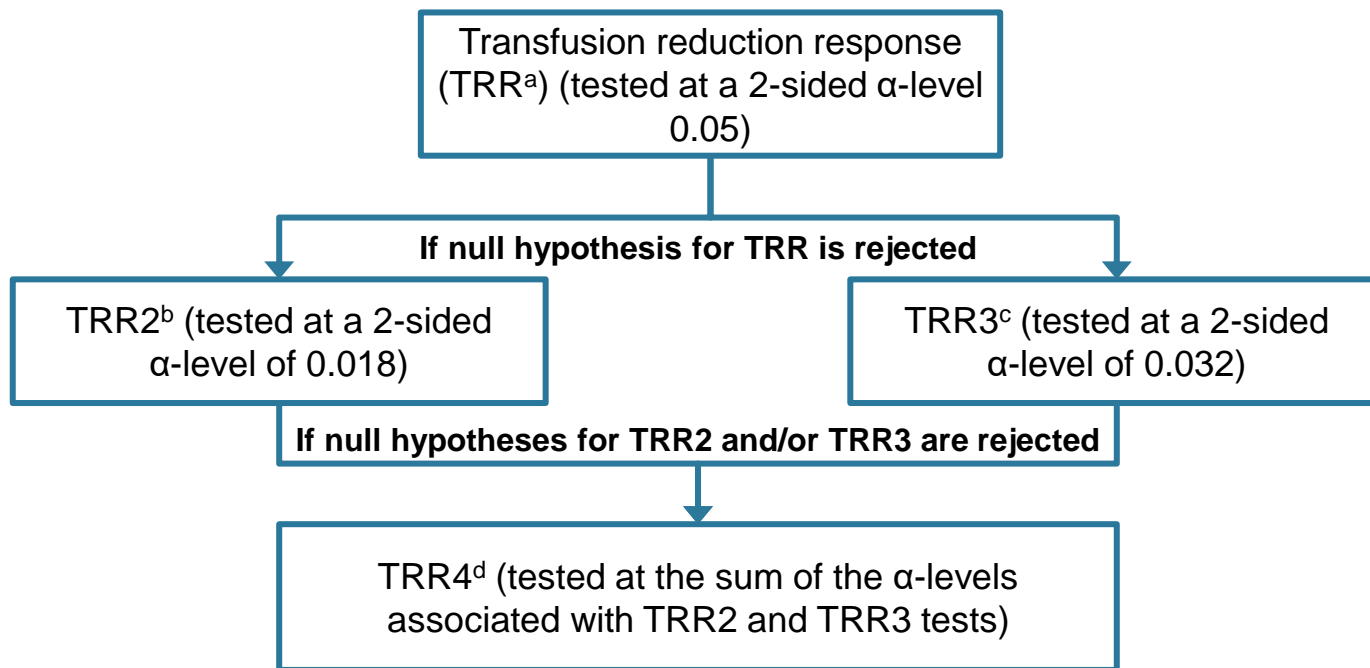 Transfusion reduction response
(TRRᵃ) (tested at a 2-sided α-level
0.05)
If null hypothesis for TRR is rejected
TRR2ᵇ (tested at a 2-sided
α-level of 0.018)
TRR3ᶜ (tested at a 2-sided
α-level of 0.032)
If null hypotheses for TRR2 and/or TRR3 are rejected
TRR4ᵈ (tested at the sum of the α-levels
associated with TRR2 and TRR3 tests)